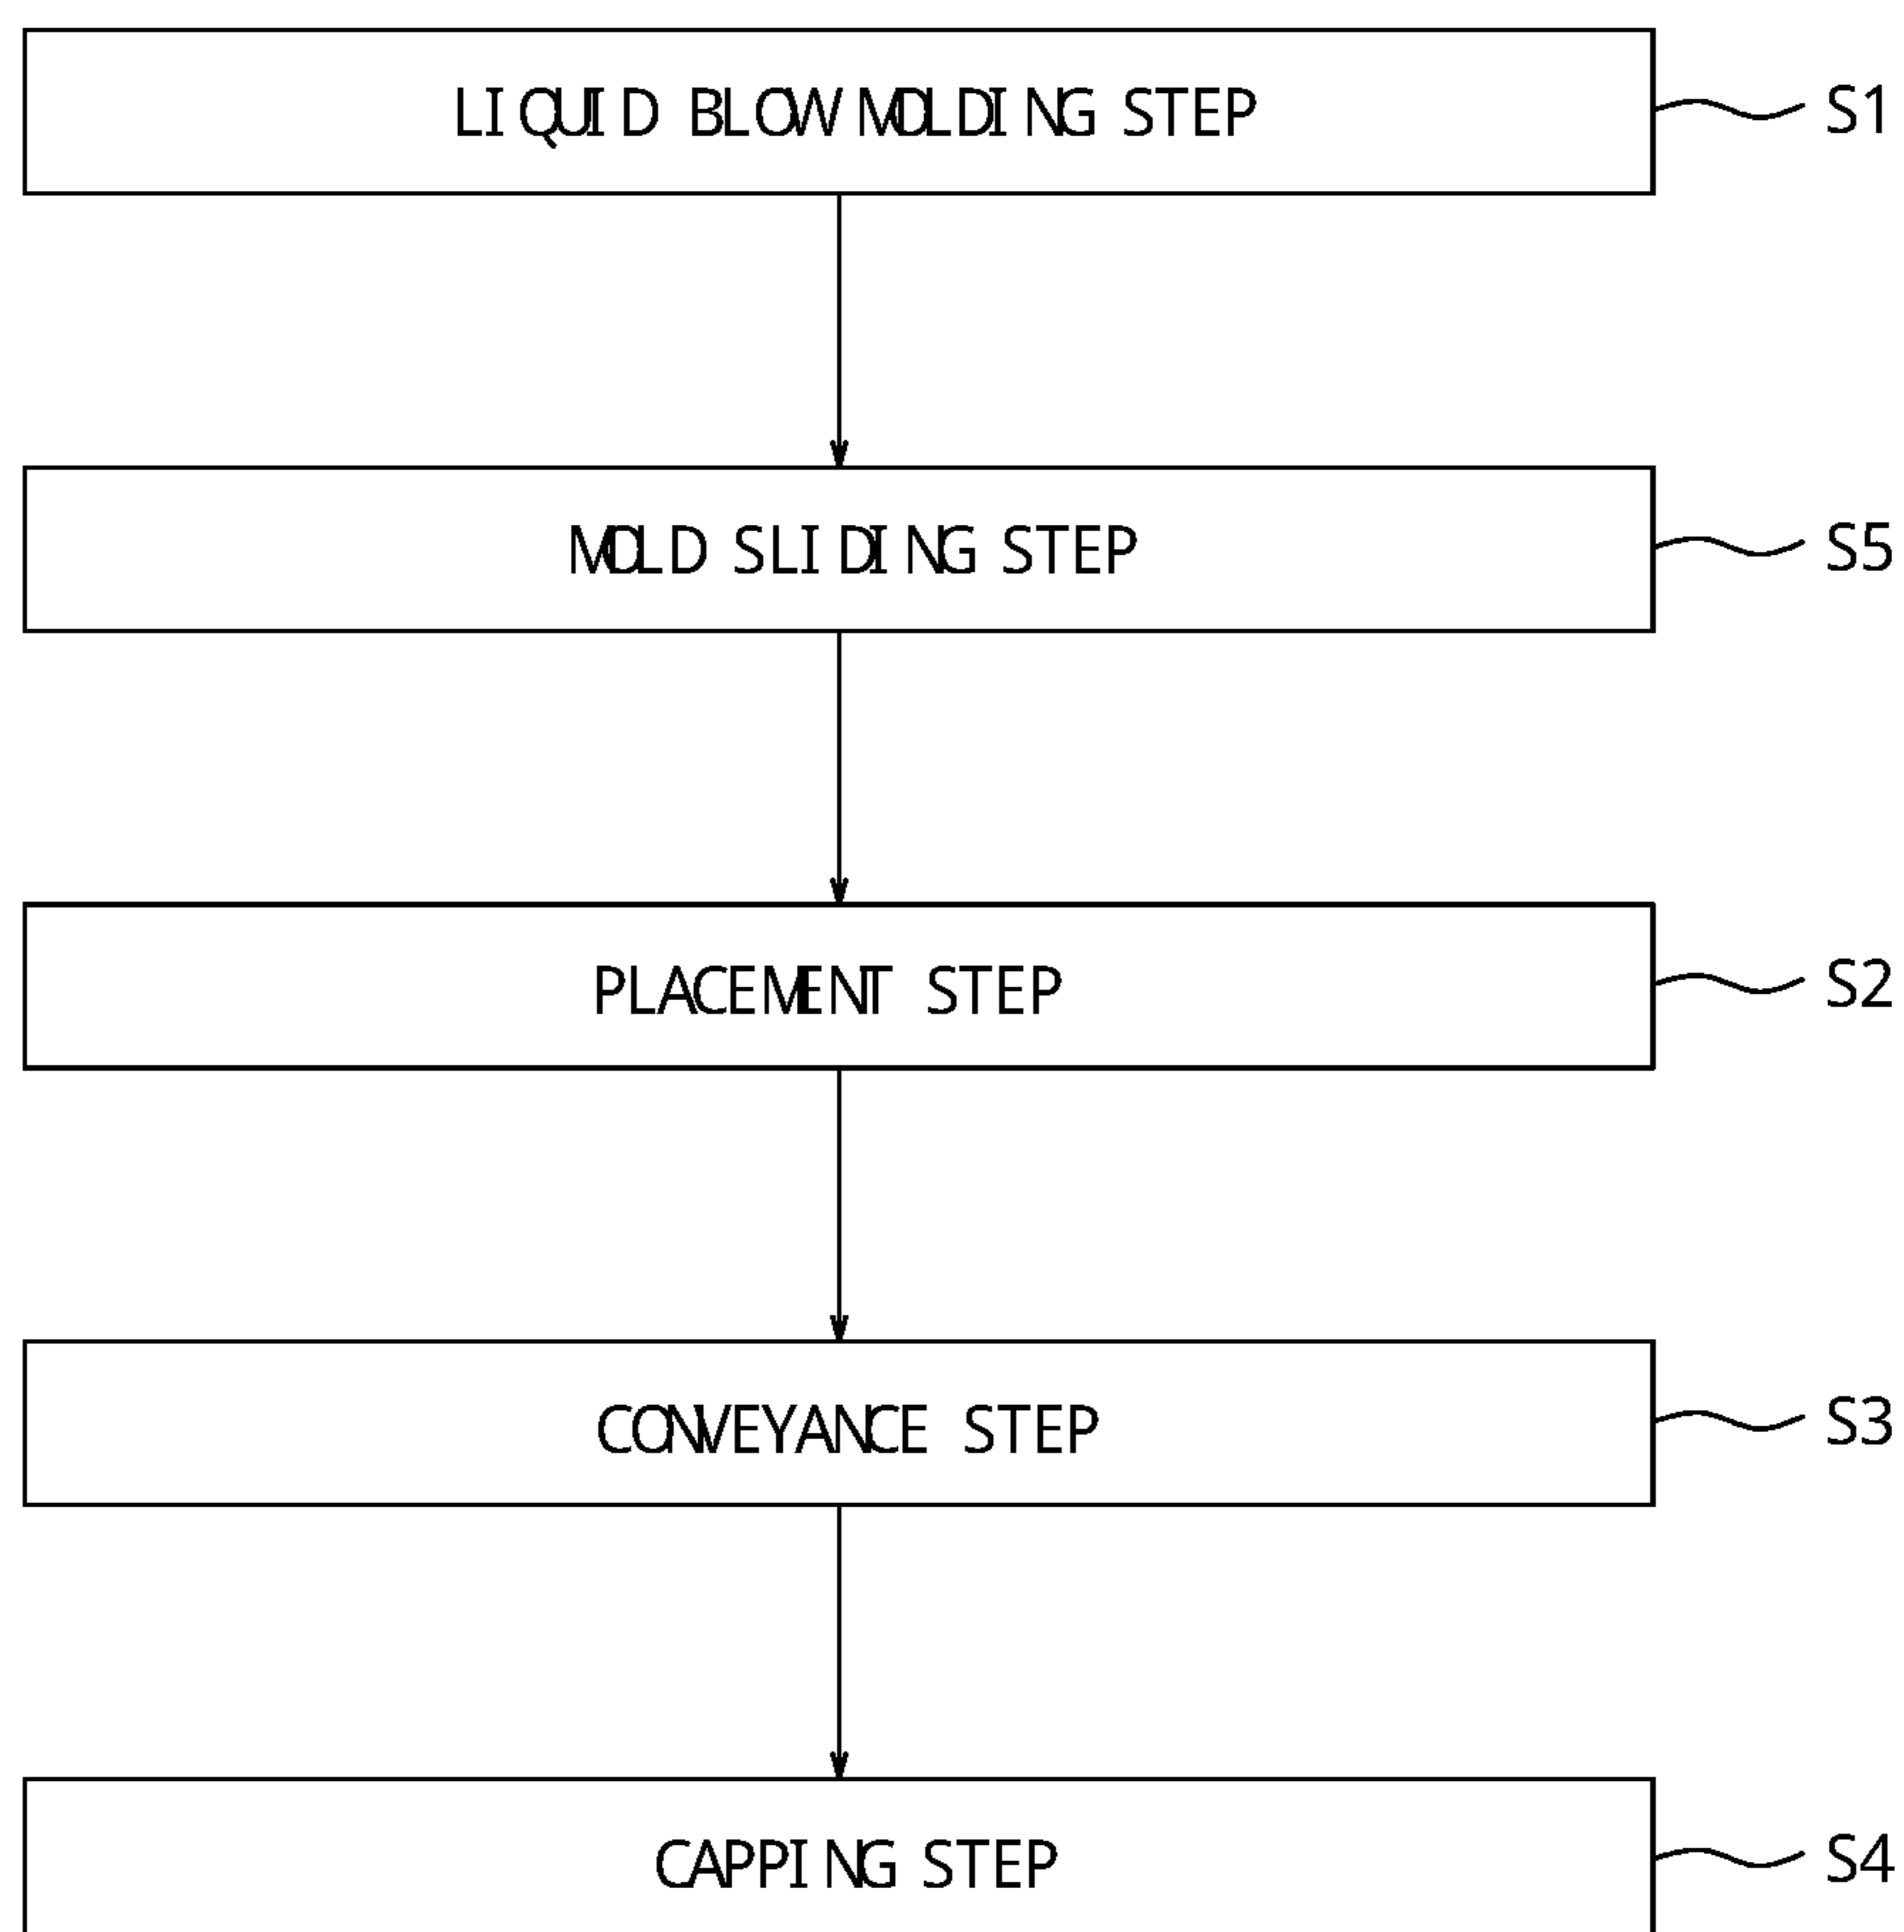 LIQUID BLOW MOLDING STEP S1
MOLD SLIDING STEP S5
PLACEMENT STEP S2
CONVEYANCE STEP S3
CAPPING STEP S4